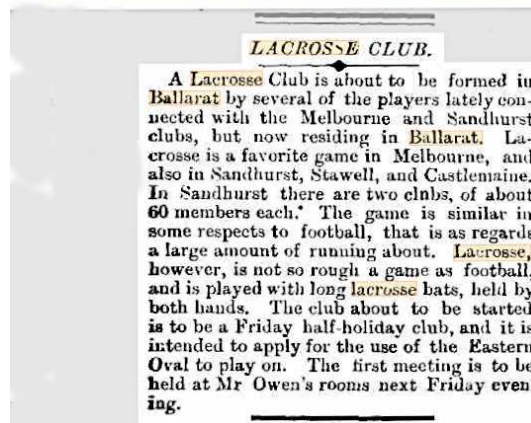 LACROSSE CLUB.
A Lacrosse Club is about to be formed in
Ballarat by several of the players lately con-
nected with the Melbourne and Sandhurst
clubs, but now residing in Ballarat. La-
crosse is a favorite game in Melbourne, and
also in Sandhurst, Stawell, and Castlemaine.
In Sandhurst there are two clubs, of about
60 members each. The game is similar in
some respects to football, that is as regards
a large amount of running about. Lacrosse,
however, is not so rough a game as football,
and is played with long lacrosse bats, held by
both hands. The club about to be started
is to be a Friday half-holiday club, and it is
intended to apply for the use of the Eastern
Oval to play on. The first meeting is to be
held at Mr Owen's rooms next Friday even
ing.